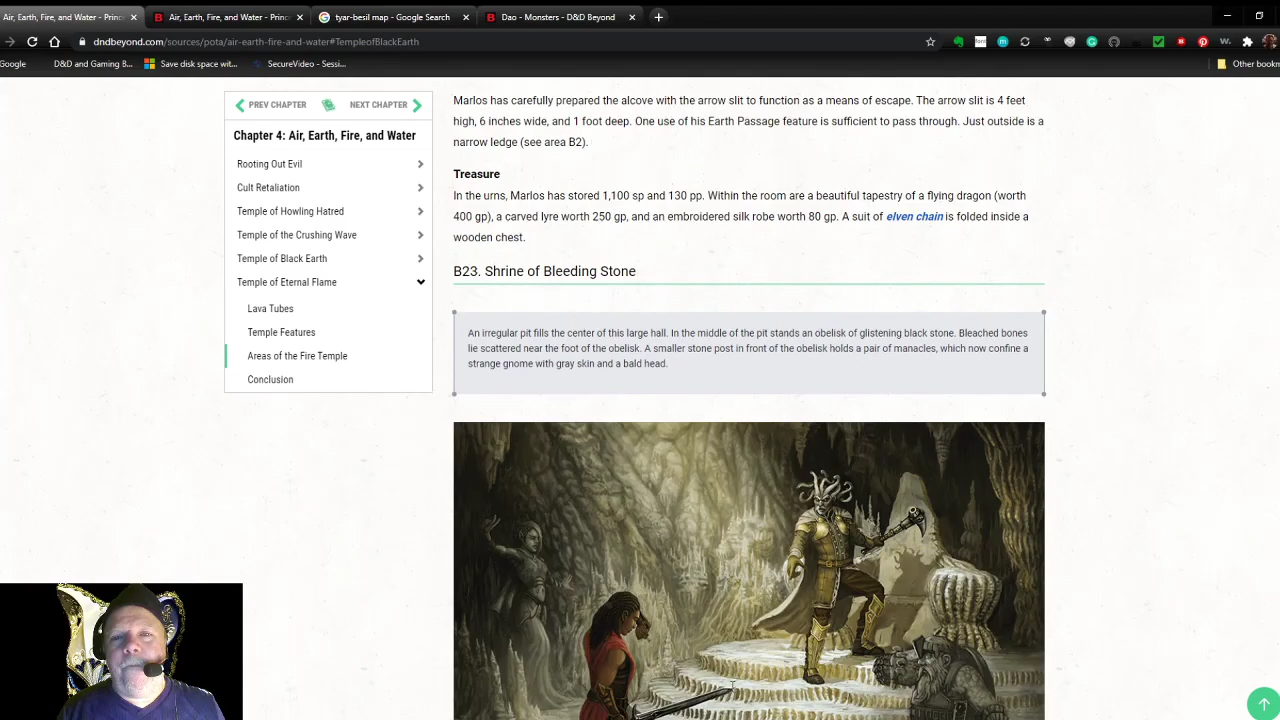 Air, Earth, Fire, and Water - Princ
Air, Earth, Fire, and Water - Princ
tyar-besil map - Google Search
Dao - Monsters - D&D Beyond
dndbeyond.com/sources/pota/air-earth-fire-and-water#TempleofBlackEarth
Google
D&D and Gaming B...
Save disk space wit...
SecureVideo - Sessi...
Other bookm
PREV CHAPTER
NEXT CHAPTER
Chapter 4: Air, Earth, Fire, and Water
Rooting Out Evil
Cult Retaliation
Temple of Howling Hatred
Temple of the Crushing Wave
Temple of Black Earth
Temple of Eternal Flame
Lava Tubes
Temple Features
Areas of the Fire Temple
Conclusion
Marlos has carefully prepared the alcove with the arrow slit to function as a means of escape. The arrow slit is 4 feet
high, 6 inches wide, and 1 foot deep. One use of his Earth Passage feature is sufficient to pass through. Just outside is a
narrow ledge (see area B2).
Treasure
In the urns, Marlos has stored 1,100 sp and 130 pp. Within the room are a beautiful tapestry of a flying dragon (worth
400 gp), a carved lyre worth 250 gp, and an embroidered silk robe worth 80 gp. A suit of elven chain is folded inside a
wooden chest.
B23. Shrine of Bleeding Stone
An irregular pit fills the center of this large hall. In the middle of the pit stands an obelisk of glistening black stone. Bleached bones
lie scattered near the foot of the obelisk. A smaller stone post in front of the obelisk holds a pair of manacles, which now confine a
strange gnome with gray skin and a bald head.